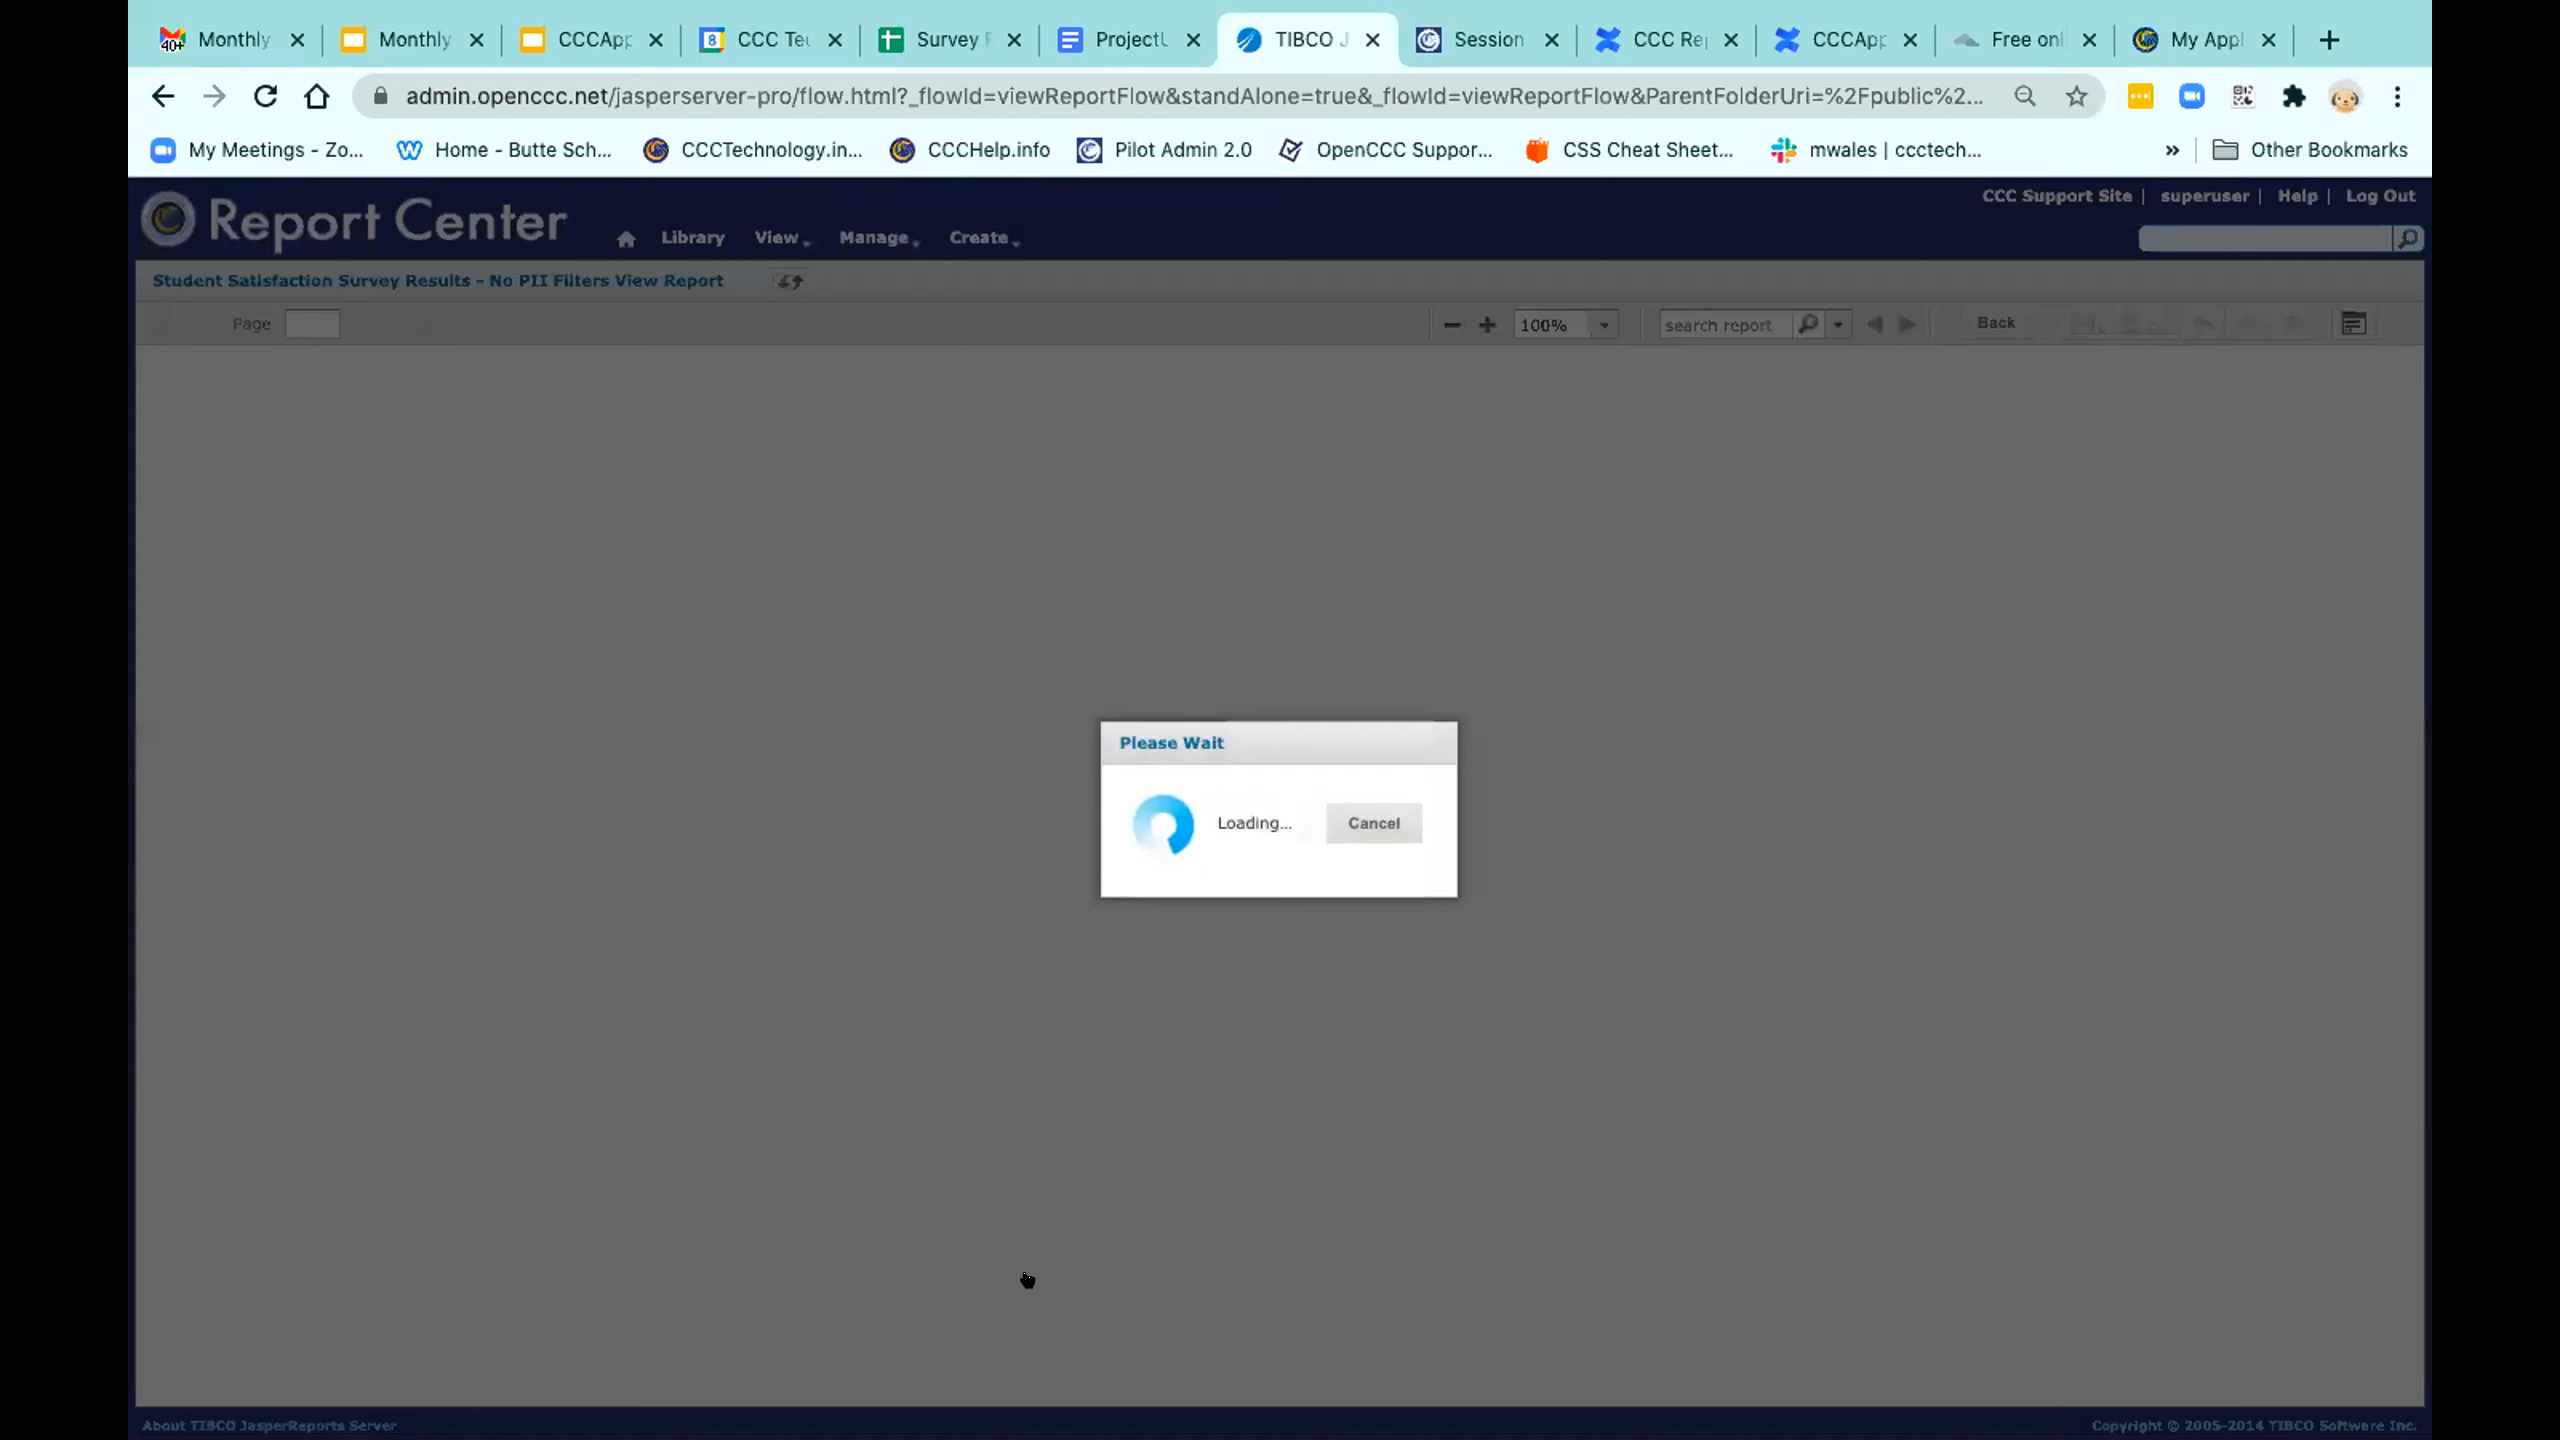 40+ Monthly Monthly CCCApp CCC Te Survey ProjectU TIBCO J Session CCC Re CCCApp Free onl My Appl
admin.openccc.net/jasperserver-pro/flow.html?_flowId=viewReportFlow&standAlone=true&_flowId=viewReportFlow&ParentFolderUri=%2Fpublic%2...
My Meetings - Zo... Home - Butte Sch... CCCTechnology.in... CCCHelp.info Pilot Admin 2.0 OpenCCC Suppor... CSS Cheat Sheet... mwales | ccctech... » Other Bookmarks
CCC Support Site | superuser | Help | Log Out
Report Center Library View Manage Create
Student Satisfaction Survey Results - No PII Filters View Report
Page 100% search report Back
Please Wait
Loading... Cancel
About TIBCO JasperReports Server Copyright © 2005-2014 TIBCO Software Inc.